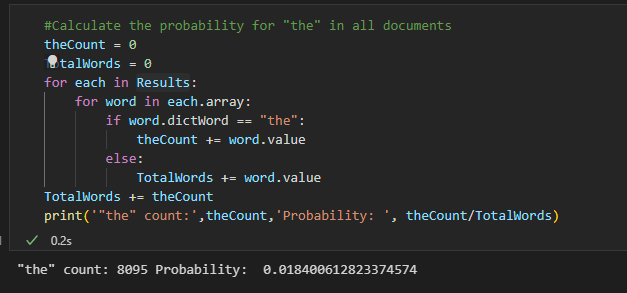 #Calculate the probability for "the" in all documents
theCount = 0
TotalWords = 0
for each in Results:
for word in each.array:
if word.dictWord == "the":
theCount += word.value
else:
TotalWords += word.value
TotalWords += theCount
print('"the" count:',theCount,'Probability: ', theCount/TotalWords)
0.2s
"the" count: 8095 Probability:  0.018400612823374574